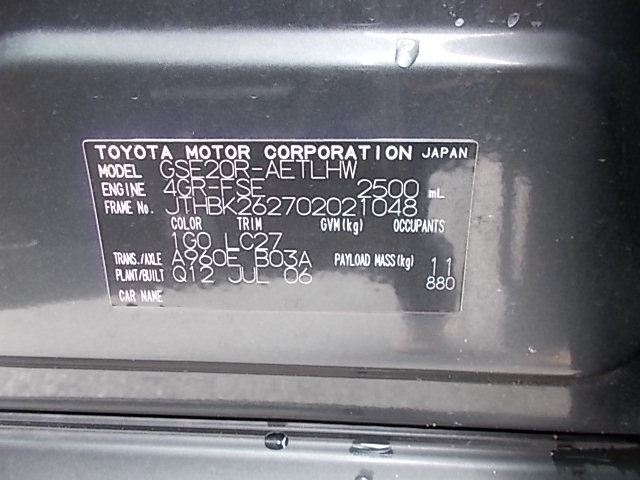 TOYOTA MOTOR CORPORATION JAPAN
MODEL GSE20R-AETLHW
ENGINE 4GR-FSE 2500 mL
FRAME No. JTHBK262702021048
COLOR TRIM GVM(kg) OCCUPANTS
1G0 LC27
TRANS./AXLE A960E B03A PAYLOAD MASS(kg) 11
PLANT/BUILT Q12 JUL 06 880
CAR NAME